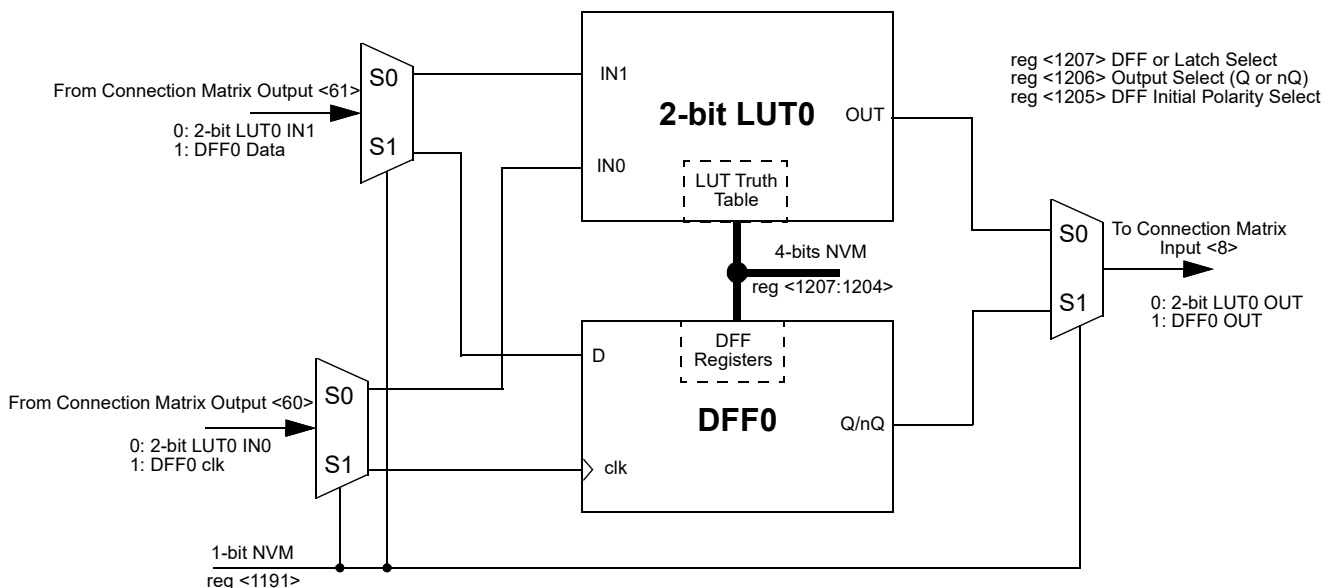 From Connection Matrix Output <61>
0: 2-bit LUT0 IN1
1: DFF0 Data
S0
S1
IN1
IN0
2-bit LUT0
OUT
LUT Truth
Table
reg <1207> DFF or Latch Select
reg <1206> Output Select (Q or nQ)
reg <1205> DFF Initial Polarity Select
4-bits NVM
reg <1207:1204>
S0
S1
To Connection Matrix
Input <8>
0: 2-bit LUT0 OUT
1: DFF0 OUT
From Connection Matrix Output <60>
0: 2-bit LUT0 IN0
1: DFF0 clk
S0
S1
D
clk
DFF
Registers
DFF0
Q/nQ
1-bit NVM
reg <1191>